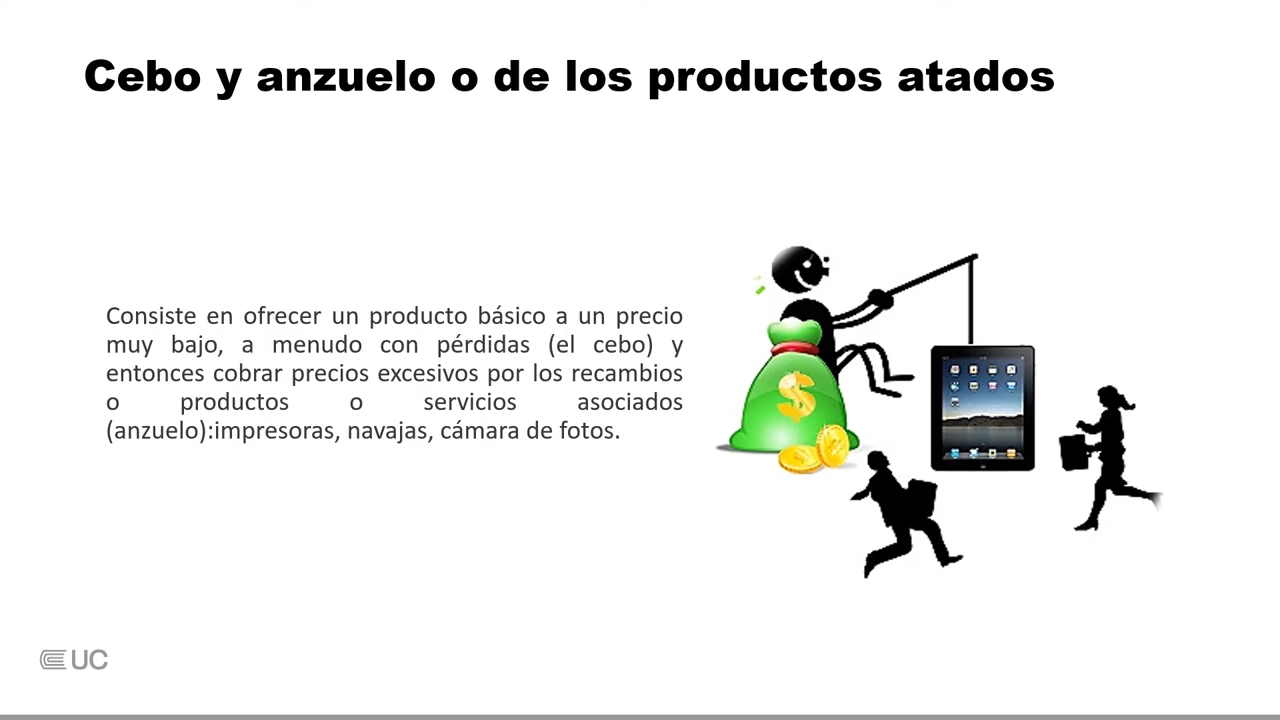 Cebo y anzuelo o de los productos atados
Consiste en ofrecer un producto básico a un precio
muy bajo, a menudo con pérdidas (el cebo) y
entonces cobrar precios excesivos por los recambios
o productos o servicios asociados
(anzuelo):impresoras, navajas, cámara de fotos.
$
UC